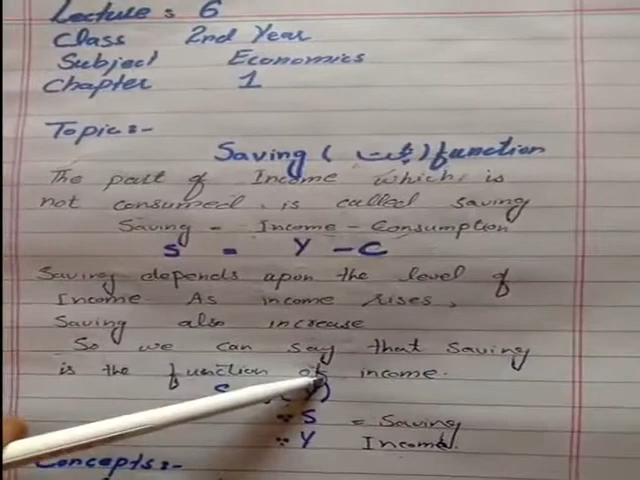 Lecture : 6
Class 2nd Year
Subject Economics
Chapter 1
Topic:-
Saving (بچت) function
The part of Income which is
not consumed, is called saving
Saving = Income - Consumption
S = Y - C
Saving depends apon the level of
Income As income rises,
Saving also increase
So we can say that saving
is the function of income.
S Y)
∵ S = Saving
∵ Y Income.
Concepts:-